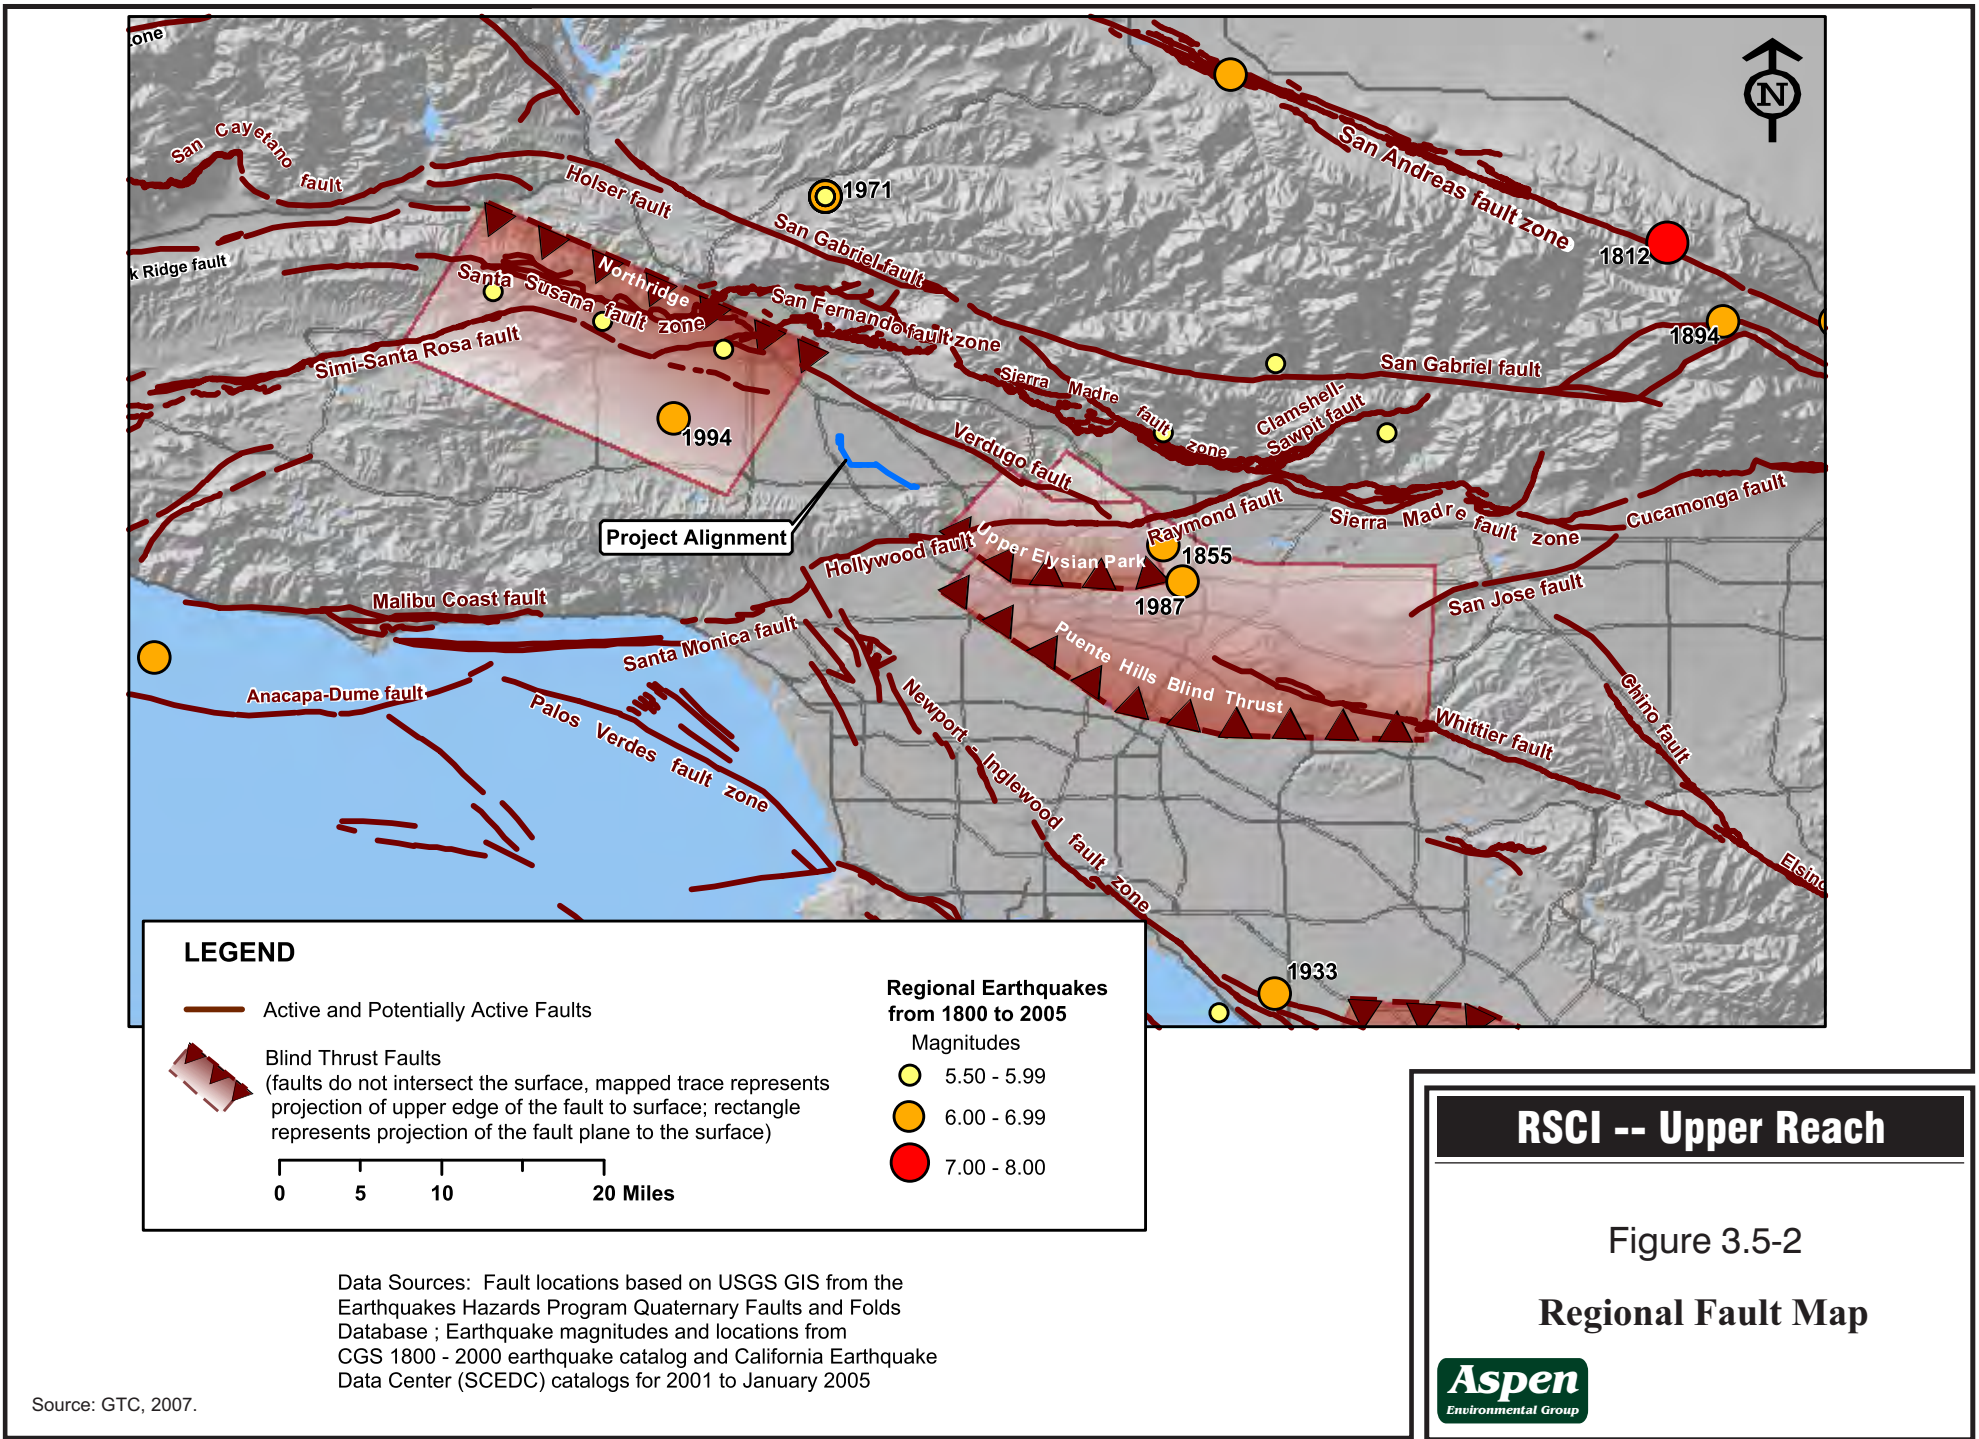 one
San Cayetano fault
Holser fault
1971
San Gabriel fault
San Andreas fault zone
1812
1894
k Ridge fault
Northridge
Santa Susana fault zone
San Fernando fault zone
Simi-Santa Rosa fault
San Gabriel fault
Sierra Madre fault zone
Clamshell-
Sawpit fault
1994
Verdugo fault
Project Alignment
Raymond fault
Sierra Madre fault zone
Cucamonga fault
Hollywood fault
Upper Elysian Park
1855
1987
San Jose fault
Malibu Coast fault
Santa Monica fault
Puente Hills Blind Thrust
Anacapa-Dume fault
Palos Verdes fault zone
Newport - Inglewood fault zone
Whittier fault
Chino fault
Elsino
1933
N
LEGEND
Active and Potentially Active Faults
Blind Thrust Faults
(faults do not intersect the surface, mapped trace represents
projection of upper edge of the fault to surface; rectangle
represents projection of the fault plane to the surface)
0 5 10 20 Miles
Regional Earthquakes
from 1800 to 2005
Magnitudes
5.50 - 5.99
6.00 - 6.99
7.00 - 8.00
Data Sources: Fault locations based on USGS GIS from the
Earthquakes Hazards Program Quaternary Faults and Folds
Database ; Earthquake magnitudes and locations from
CGS 1800 - 2000 earthquake catalog and California Earthquake
Data Center (SCEDC) catalogs for 2001 to January 2005
Source: GTC, 2007.
RSCI -- Upper Reach
Figure 3.5-2
Regional Fault Map
Aspen
Environmental Group